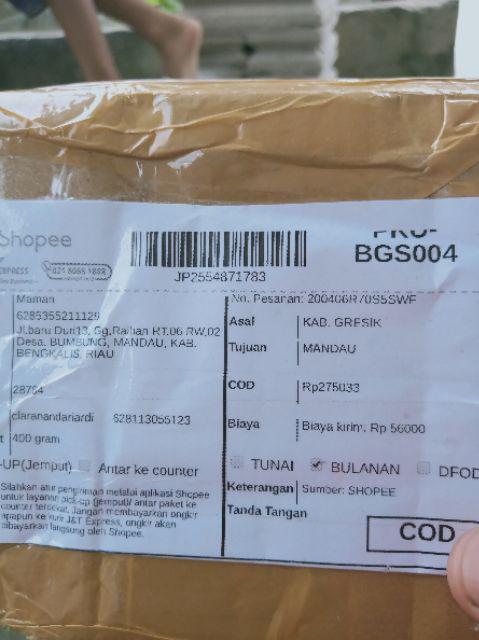 Shopee
EXPRESS
021 8066 1888
JP2554871783
PKU-
BGS004
No. Pesanan: 200406R70S5SWF
Maman
6285355211129
Jl.baru Duri13, Gg.Raihan RT.06 RW.02
Desa. BUMBUNG, MANDAU, KAB.
BENGKALIS, RIAU
28784
Asal KAB. GRESIK
Tujuan MANDAU
COD Rp275033
claranandariardi 628113055123
400 gram
Biaya Biaya kirim: Rp 56000
-UP(Jemput) Antar ke counter
TUNAI BULANAN DFOD
Silahkan atur pengiriman melalui aplikasi Shopee
untuk layanan pick-up (jemput)/ antar paket ke
counter terdekat. Jangan membayarkan ongkir
apapun ke kurir J&T Express, ongkir akan
dibayarkan langsung oleh Shopee.
Keterangan Sumber: SHOPEE
Tanda Tangan
COD